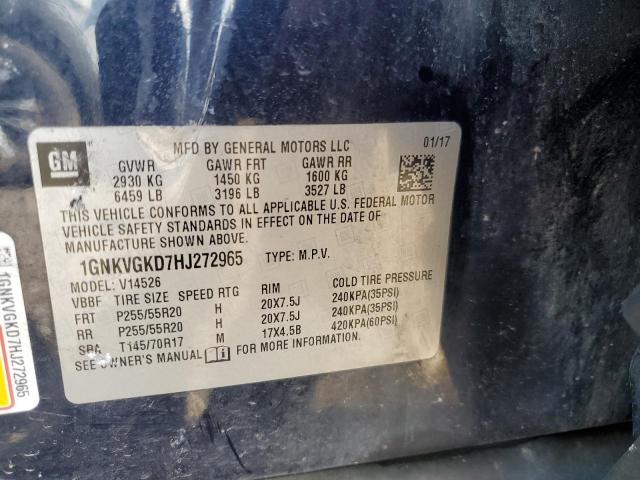 GM
MFD BY GENERAL MOTORS LLC
01/17
GVWR GAWR FRT GAWR RR
2930 KG 1450 KG 1600 KG
6459 LB 3196 LB 3527 LB
THIS VEHICLE CONFORMS TO ALL APPLICABLE U.S. FEDERAL MOTOR
VEHICLE SAFETY STANDARDS IN EFFECT ON THE DATE OF
MANUFACTURE SHOWN ABOVE.
1GNKVGKD7HJ272965 TYPE: M.P.V.
MODEL: V14526
VBBF TIRE SIZE SPEED RTG RIM COLD TIRE PRESSURE
FRT P255/55R20 H 20X7.5J 240KPA(35PSI)
RR P255/55R20 H 20X7.5J 240KPA(35PSI)
SPA T145/70R17 M 17X4.5B 420KPA(60PSI)
SEE OWNER'S MANUAL FOR MORE INFORMATION.
1GNKVGKD7HJ272965